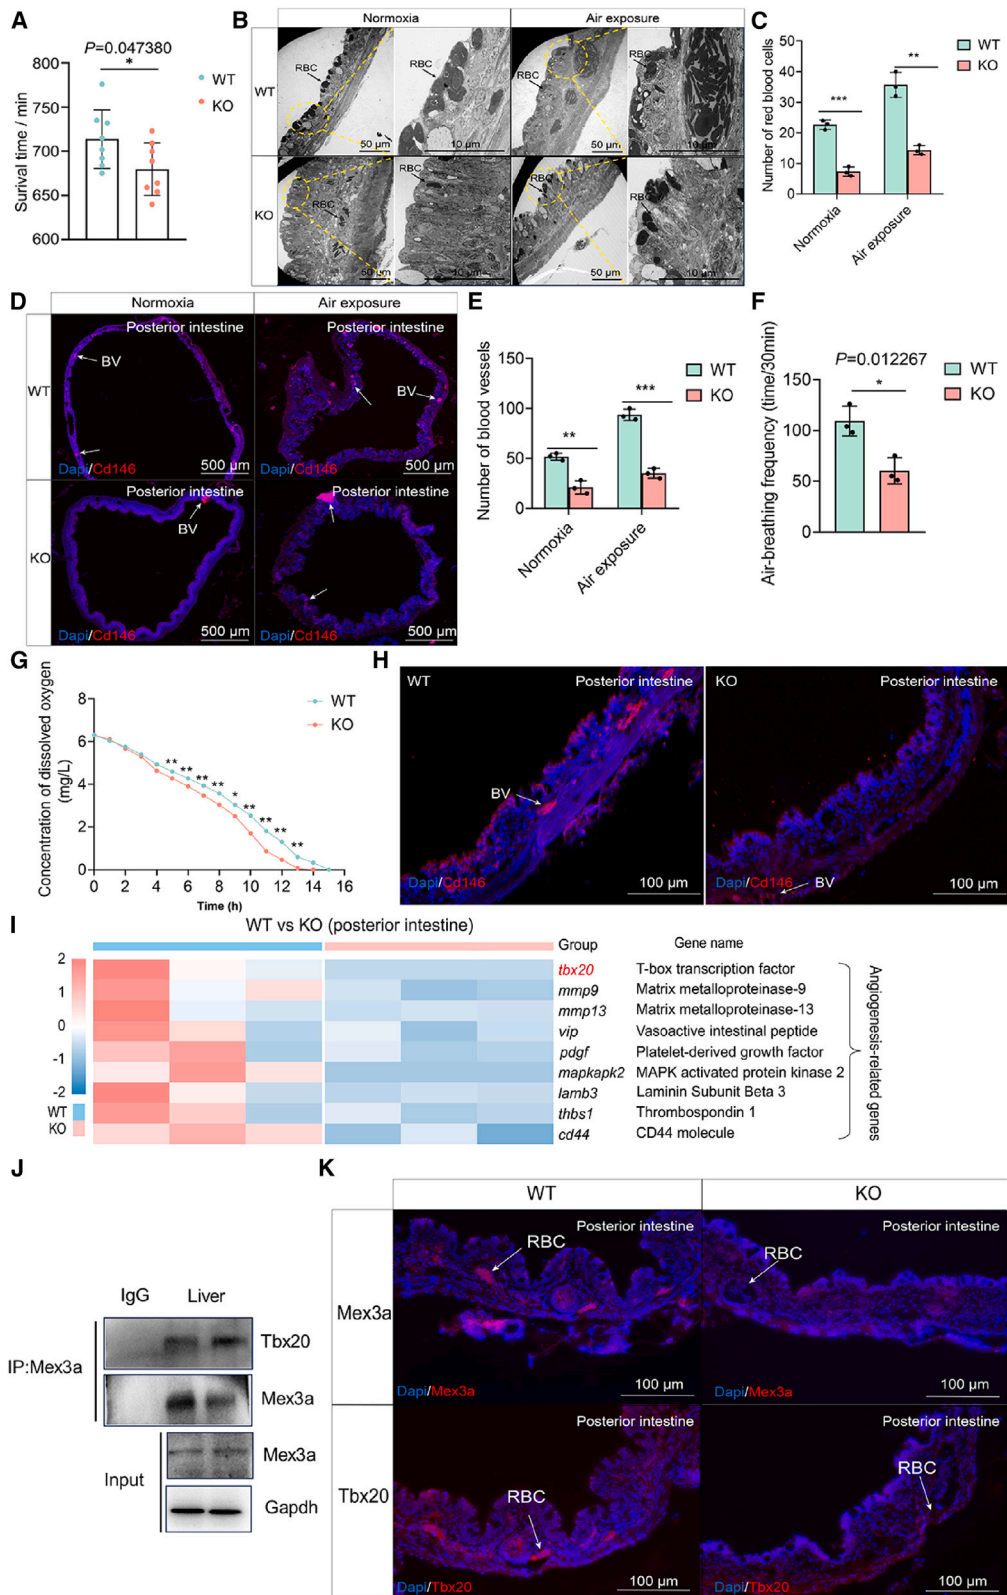 A
P=0.047380
*
Surival time / min
800
750
700
650
600
WT
KO
B
Normoxia
Air exposure
WT
KO
RBC
50 μm
RBC
10 μm
RBC
50 μm
RBC
10 μm
RBC
50 μm
RBC
10 μm
RBC
50 μm
RBC
10 μm
C
Number of red blood cells
50
40
30
20
10
0
***
**
WT
KO
Normoxia
Air exposure
D
Normoxia
Air exposure
WT
KO
Posterior intestine
BV
Dapi/Cd146
500 μm
Posterior intestine
BV
Dapi/Cd146
500 μm
Posterior intestine
BV
Dapi/Cd146
500 μm
Posterior intestine
Dapi/Cd146
500 μm
E
Number of blood vessels
150
100
50
0
**
***
WT
KO
Normoxia
Air exposure
F
Air-breathing frequency (time/30min)
P=0.012267
*
150
100
50
0
WT
KO
G
Concentration of dissolved oxygen
(mg/L)
8
6
4
2
0
** ** ** ** * ** ** ** **
WT
KO
0 2 4 6 8 10 12 14 16
Time (h)
H
WT
Posterior intestine
BV
Dapi/Cd146
100 μm
KO
Posterior intestine
BV
Dapi/Cd146
100 μm
I
WT vs KO (posterior intestine)
2
1
0
-1
-2
WT
KO
Group
Gene name
tbx20 T-box transcription factor
mmp9 Matrix metalloproteinase-9
mmp13 Matrix metalloproteinase-13
vip Vasoactive intestinal peptide
pdgf Platelet-derived growth factor
mapkapk2 MAPK activated protein kinase 2
lamb3 Laminin Subunit Beta 3
thbs1 Thrombospondin 1
cd44 CD44 molecule
Angiogenesis-related genes
J
IgG Liver
IP:Mex3a
Tbx20
Mex3a
Input
Mex3a
Gapdh
K
WT
KO
Mex3a
Tbx20
Posterior intestine
RBC
Dapi/Mex3a
100 μm
Posterior intestine
RBC
Dapi/Mex3a
100 μm
Posterior intestine
RBC
Dapi/Tbx20
100 μm
Posterior intestine
RBC
Dapi/Tbx20
100 μm